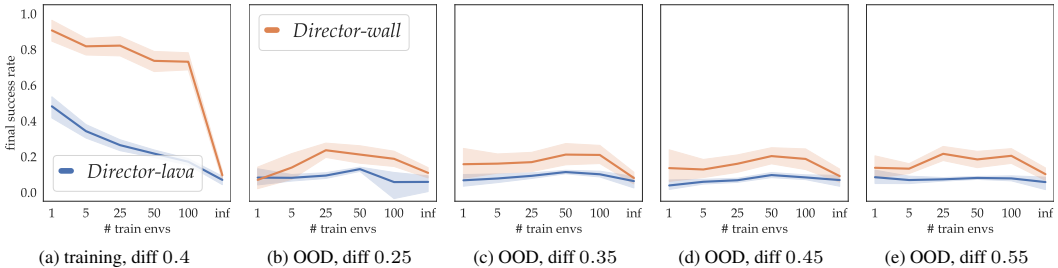 1.0
0.8
0.6
0.4
0.2
0.0
final success rate
Director-lava
1 5 25 50 100 inf
# train envs
(a) training, diff 0.4
Director-wall
1 5 25 50 100 inf
# train envs
(b) OOD, diff 0.25
1 5 25 50 100 inf
# train envs
(c) OOD, diff 0.35
1 5 25 50 100 inf
# train envs
(d) OOD, diff 0.45
1 5 25 50 100 inf
# train envs
(e) OOD, diff 0.55